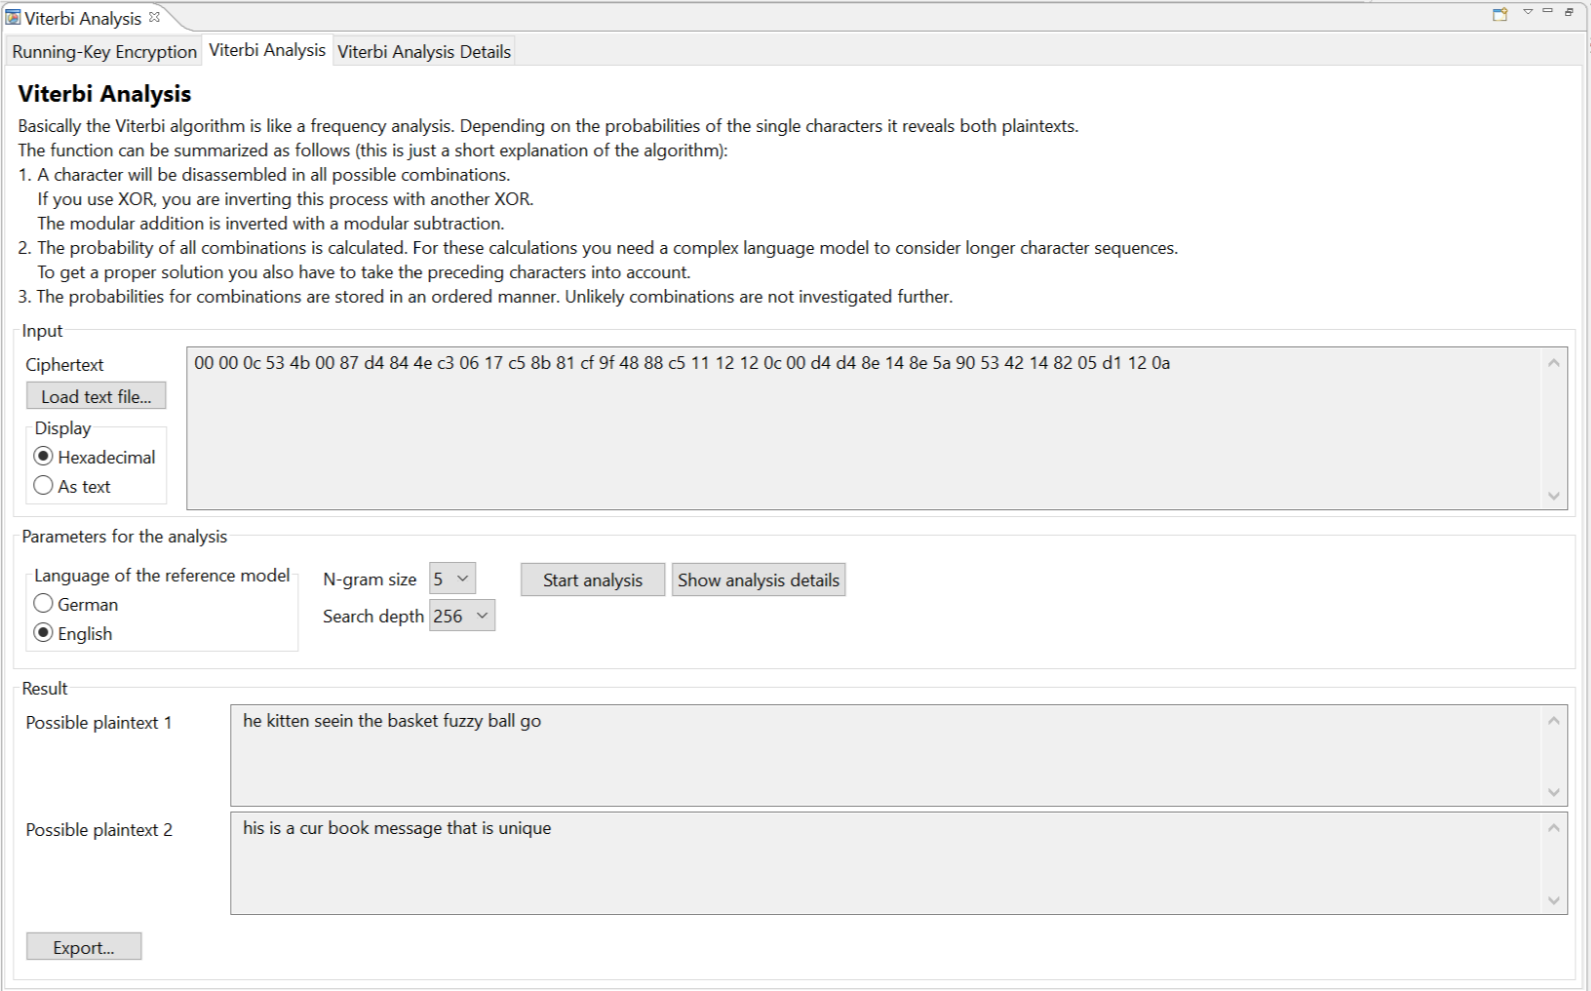 Viterbi Analysis
Running-Key Encryption Viterbi Analysis Viterbi Analysis Details
Viterbi Analysis
Basically the Viterbi algorithm is like a frequency analysis. Depending on the probabilities of the single characters it reveals both plaintexts.
The function can be summarized as follows (this is just a short explanation of the algorithm):
1. A character will be disassembled in all possible combinations.
If you use XOR, you are inverting this process with another XOR.
The modular addition is inverted with a modular subtraction.
2. The probability of all combinations is calculated. For these calculations you need a complex language model to consider longer character sequences.
To get a proper solution you also have to take the preceding characters into account.
3. The probabilities for combinations are stored in an ordered manner. Unlikely combinations are not investigated further.
Input
Ciphertext
00 00 0c 53 4b 00 87 d4 84 4e c3 06 17 c5 8b 81 cf 9f 48 88 c5 11 12 12 0c 00 d4 d4 8e 14 8e 5a 90 53 42 14 82 05 d1 12 0a
Load text file...
Display
Hexadecimal
As text
Parameters for the analysis
Language of the reference model
German
English
N-gram size 5
Search depth 256
Start analysis Show analysis details
Result
Possible plaintext 1
he kitten seein the basket fuzzy ball go
Possible plaintext 2
his is a cur book message that is unique
Export...